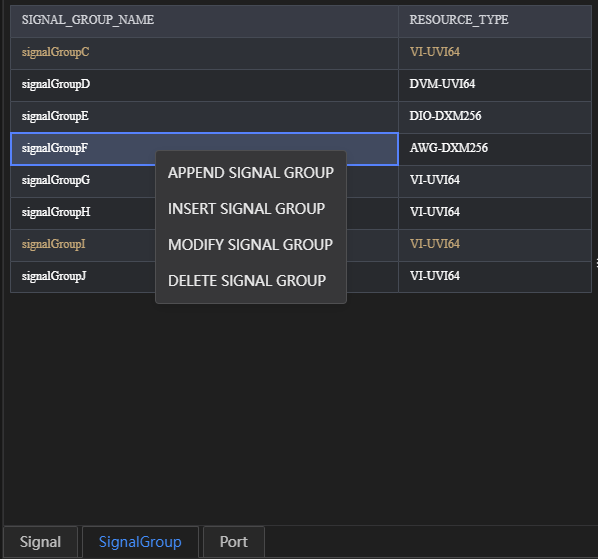 SIGNAL_GROUP_NAME RESOURCE_TYPE
signalGroupC VI-UVI64
signalGroupD DVM-UVI64
signalGroupE DIO-DXM256
signalGroupF AWG-DXM256
signalGroupG VI-UVI64
signalGroupH VI-UVI64
signalGroupI VI-UVI64
signalGroupJ VI-UVI64
APPEND SIGNAL GROUP
INSERT SIGNAL GROUP
MODIFY SIGNAL GROUP
DELETE SIGNAL GROUP
Signal SignalGroup Port